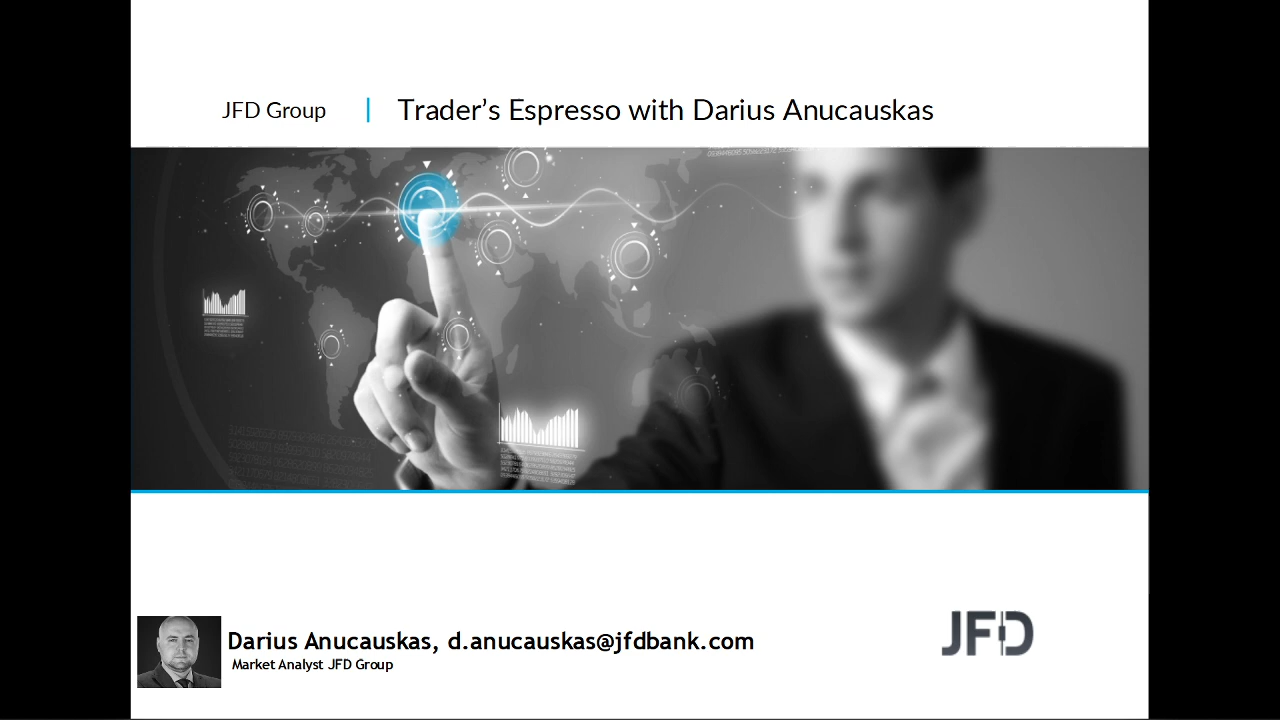 JFD Group
Trader's Espresso with Darius Anucauskas
Darius Anucauskas, d.anucauskas@jfdbank.com
Market Analyst JFD Group
JFD